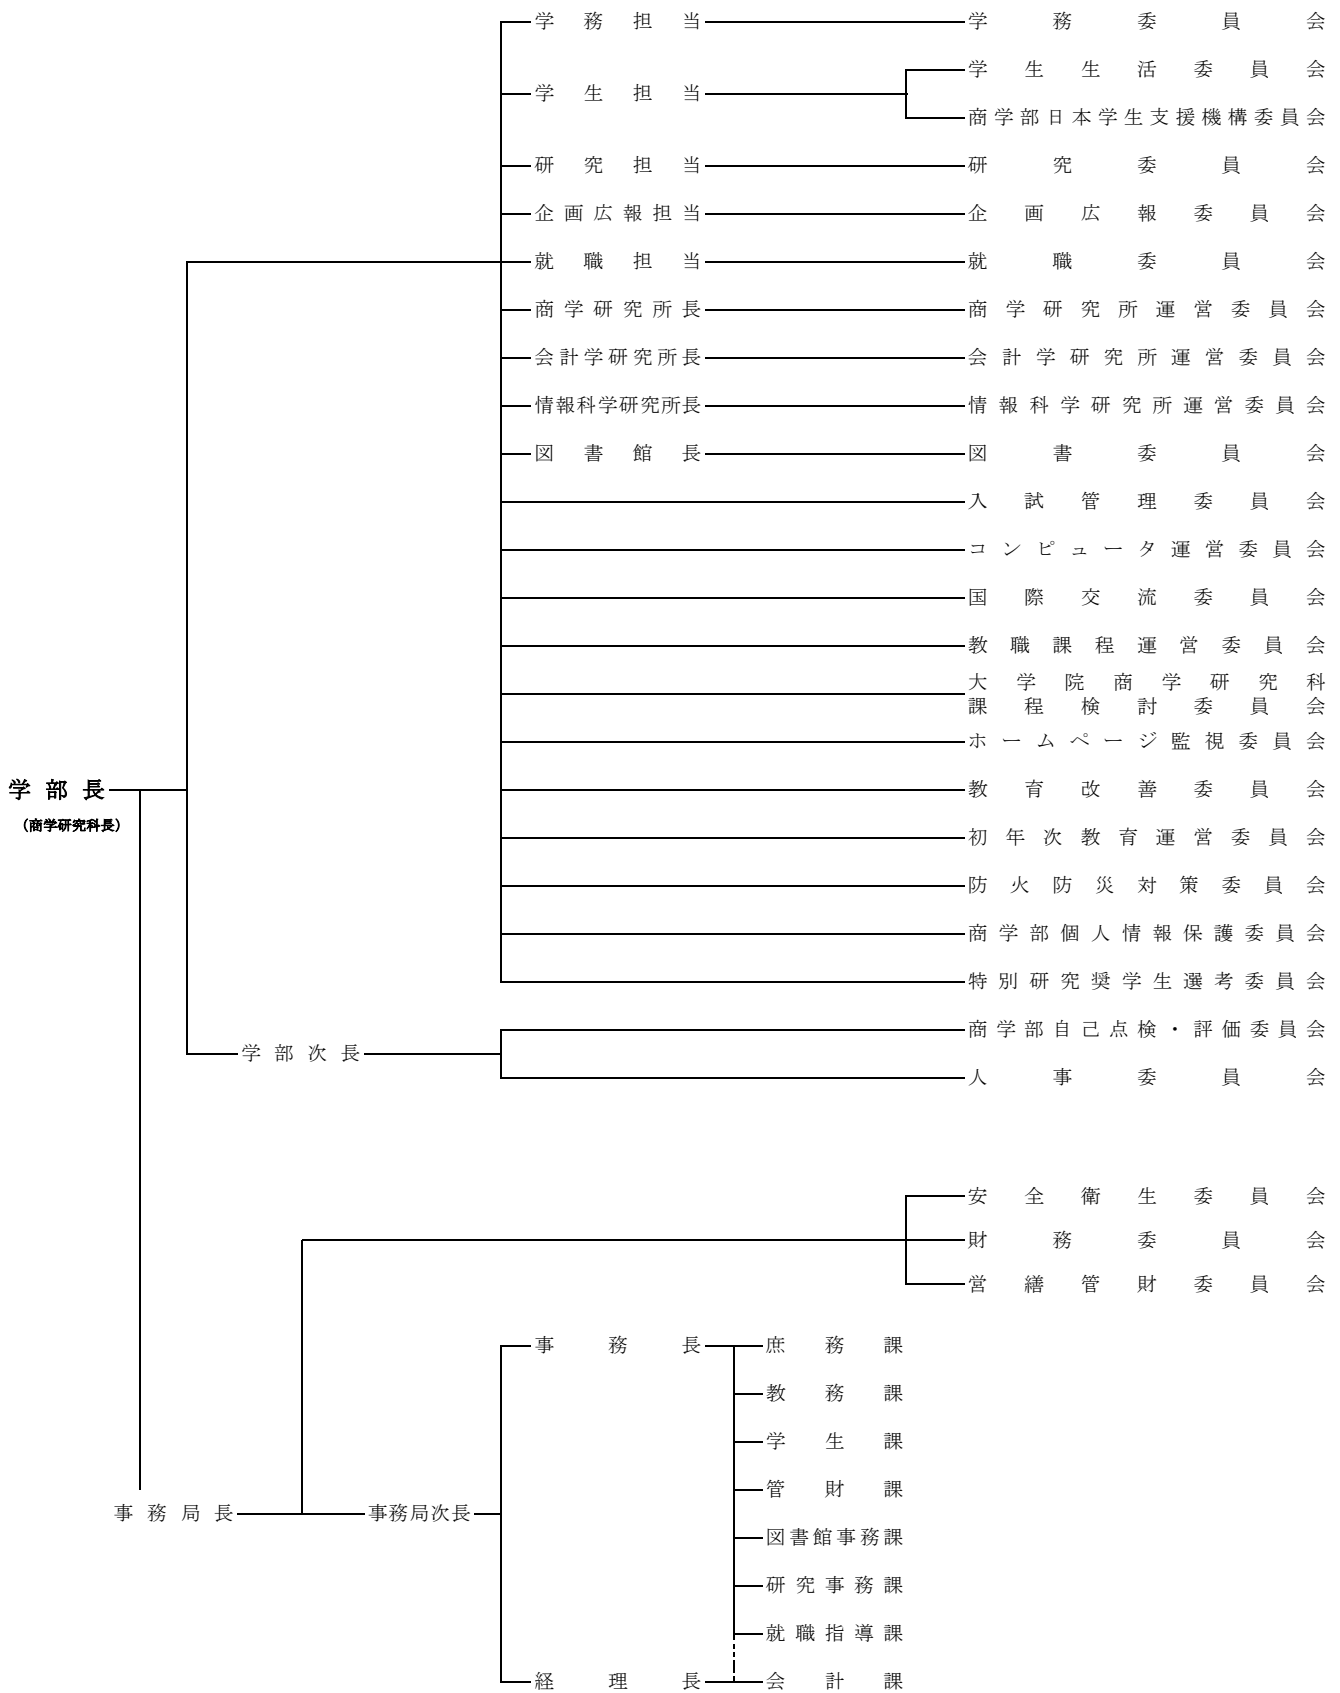 学務担当 学務委員会
学生担当 学生生活委員会
商学部日本学生支援機構委員会
研究担当 研究委員会
企画広報担当 企画広報委員会
就職担当 就職委員会
商学研究所長 商学研究所運営委員会
会計学研究所長 会計学研究所運営委員会
情報科学研究所長 情報科学研究所運営委員会
図書館長 図書委員会
入試管理委員会
コンピュータ運営委員会
国際交流委員会
教職課程運営委員会
大学院商学研究科
課程検討委員会
ホームページ監視委員会
学部長 教育改善委員会
(商学研究科長) 初年次教育運営委員会
防火防災対策委員会
商学部個人情報保護委員会
特別研究奨学生選考委員会
商学部自己点検・評価委員会
学部次長
人事委員会
安全衛生委員会
財務委員会
営繕管財委員会
事務長 庶務課
教務課
学生課
管財課
事務局長 事務局次長
図書館事務課
研究事務課
就職指導課
経理長 会計課